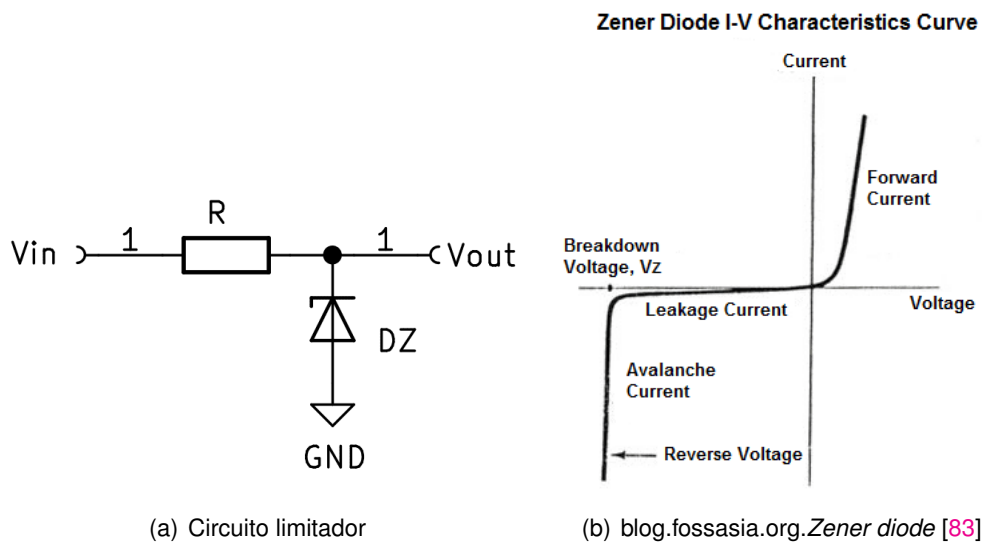 Zener Diode I-V Characteristics Curve
Current
R
Vin
1
1
Vout
DZ
GND
Forward
Current
Breakdown
Voltage, Vz
Leakage Current
Voltage
Avalanche
Current
Reverse Voltage
(a) Circuito limitador
(b) blog.fossasia.org.Zener diode [83]